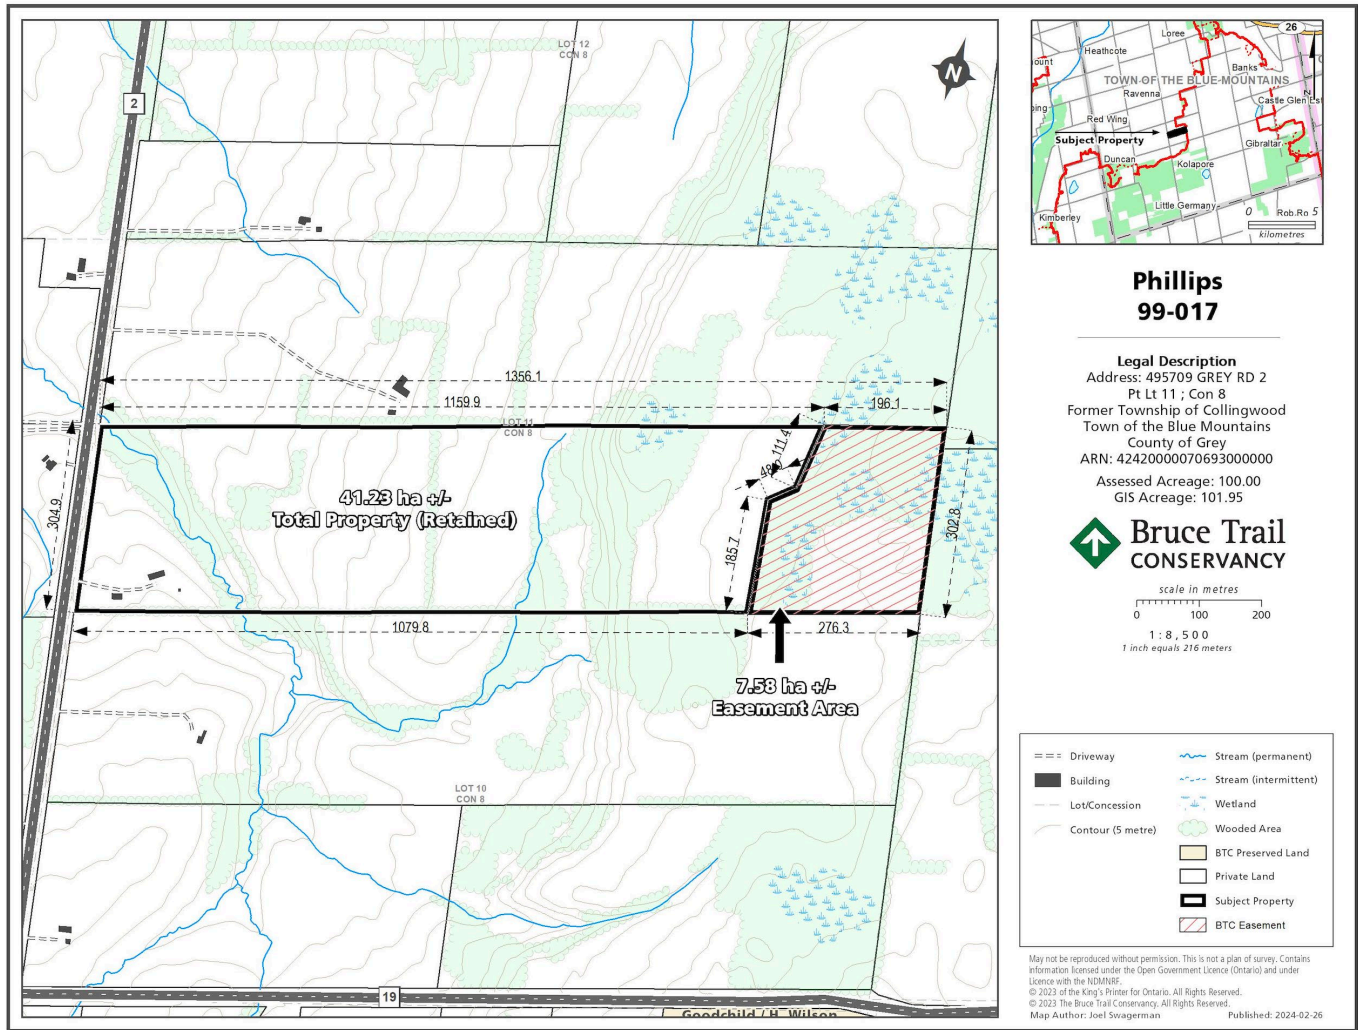 LOT 12
CON 8
N
2
1356.1
1159.9
196.1
LOT 11
CON 8
111.4
304.9
41.23 ha +/-
Total Property (Retained)
185.7
302.8
1079.8
276.3
7.58 ha +/-
Easement Area
LOT 10
CON 8
19
Goodchild / H. Wilson
26
Loree
Heathcote
Banks
TOWN OF THE BLUE MOUNTAINS
Ravenna
Castle Glen Est
Red Wing
Subject Property
Gibraltar
Duncan
Kolapore
Little Germany
Kimberley
0 Rob.Ro 5
kilometres
Phillips
99-017
Legal Description
Address: 495709 GREY RD 2
Pt Lt 11 ; Con 8
Former Township of Collingwood
Town of the Blue Mountains
County of Grey
ARN: 42420000070693000000
Assessed Acreage: 100.00
GIS Acreage: 101.95
Bruce Trail
CONSERVANCY
scale in metres
0 100 200
1 : 8 , 5 0 0
1 inch equals 216 meters
Driveway
Building
Lot/Concession
Contour (5 metre)
Stream (permanent)
Stream (intermittent)
Wetland
Wooded Area
BTC Preserved Land
Private Land
Subject Property
BTC Easement
May not be reproduced without permission. This is not a plan of survey. Contains
information licensed under the Open Government Licence (Ontario) and under
Licence with the NDMNRF.
© 2023 of the King's Printer for Ontario. All Rights Reserved.
© 2023 The Bruce Trail Conservancy. All Rights Reserved.
Map Author: Joel Swagerman Published: 2024-02-26